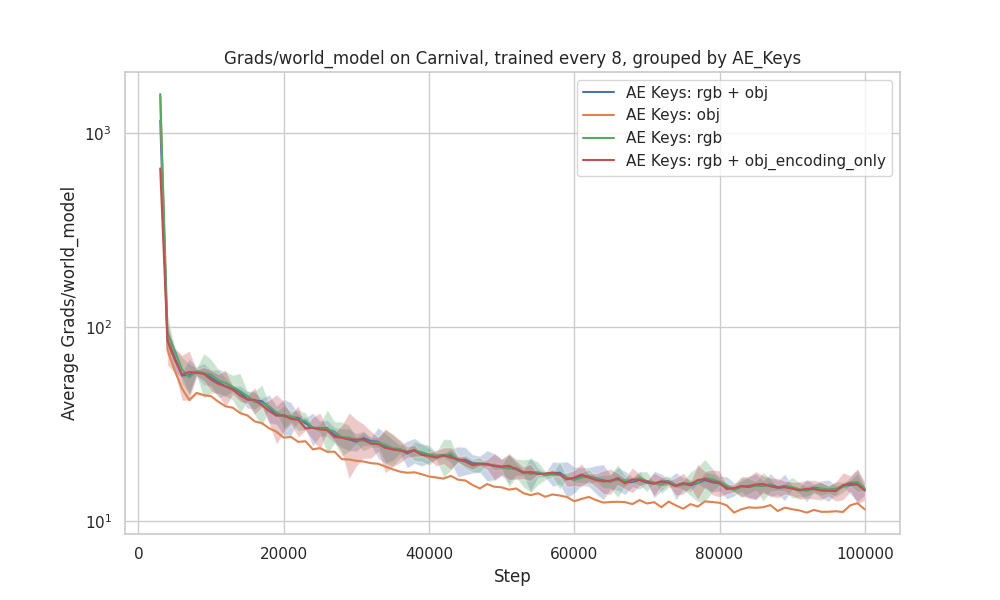 Grads/world_model on Carnival, trained every 8, grouped by AE_Keys
AE Keys: rgb + obj
AE Keys: obj
AE Keys: rgb
AE Keys: rgb + obj_encoding_only
Average Grads/world_model
10³
10²
10¹
0 20000 40000 60000 80000 100000
Step